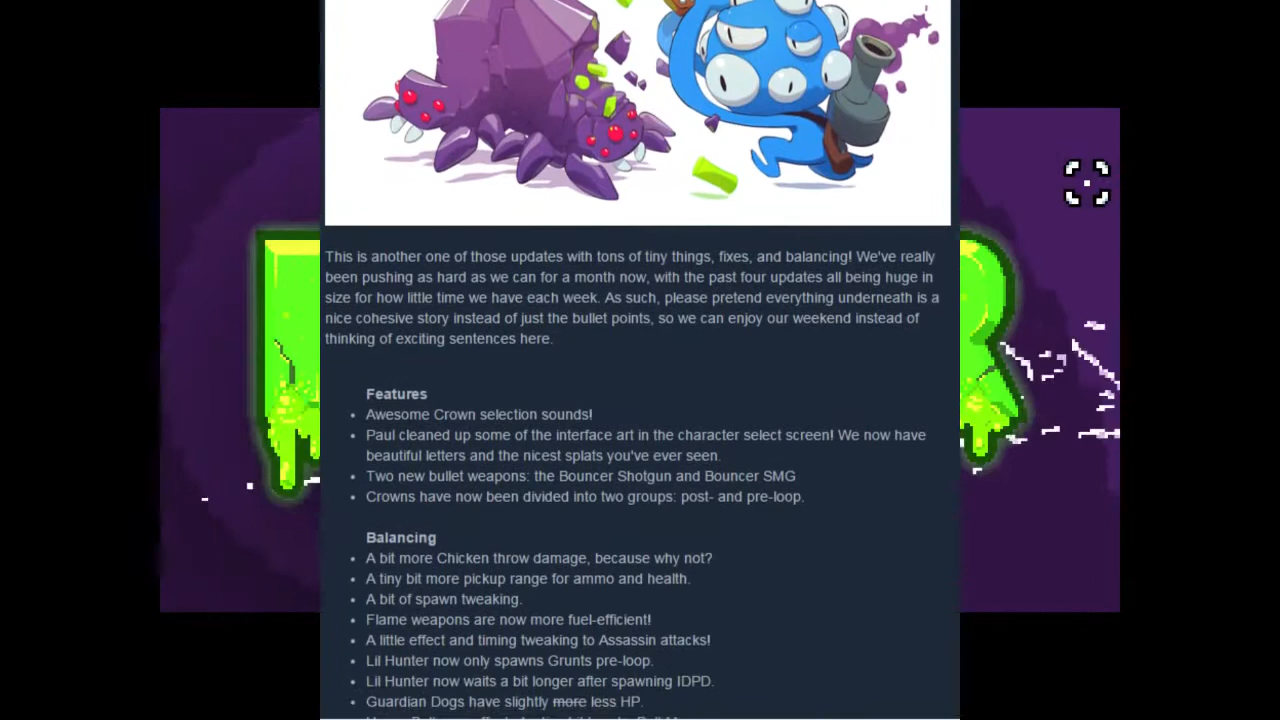 This is another one of those updates with tons of tiny things, fixes, and balancing! We've really
been pushing as hard as we can for a month now, with the past four updates all being huge in
size for how little time we have each week. As such, please pretend everything underneath is a
nice cohesive story instead of just the bullet points, so we can enjoy our weekend instead of
thinking of exciting sentences here.
Features
• Awesome Crown selection sounds!
• Paul cleaned up some of the interface art in the character select screen! We now have
beautiful letters and the nicest splats you've ever seen.
• Two new bullet weapons: the Bouncer Shotgun and Bouncer SMG
• Crowns have now been divided into two groups: post- and pre-loop.
Balancing
• A bit more Chicken throw damage, because why not?
• A tiny bit more pickup range for ammo and health.
• A bit of spawn tweaking.
• Flame weapons are now more fuel-efficient!
• A little effect and timing tweaking to Assassin attacks!
• Lil Hunter now only spawns Grunts pre-loop.
• Lil Hunter now waits a bit longer after spawning IDPD.
• Guardian Dogs have slightly more less HP.